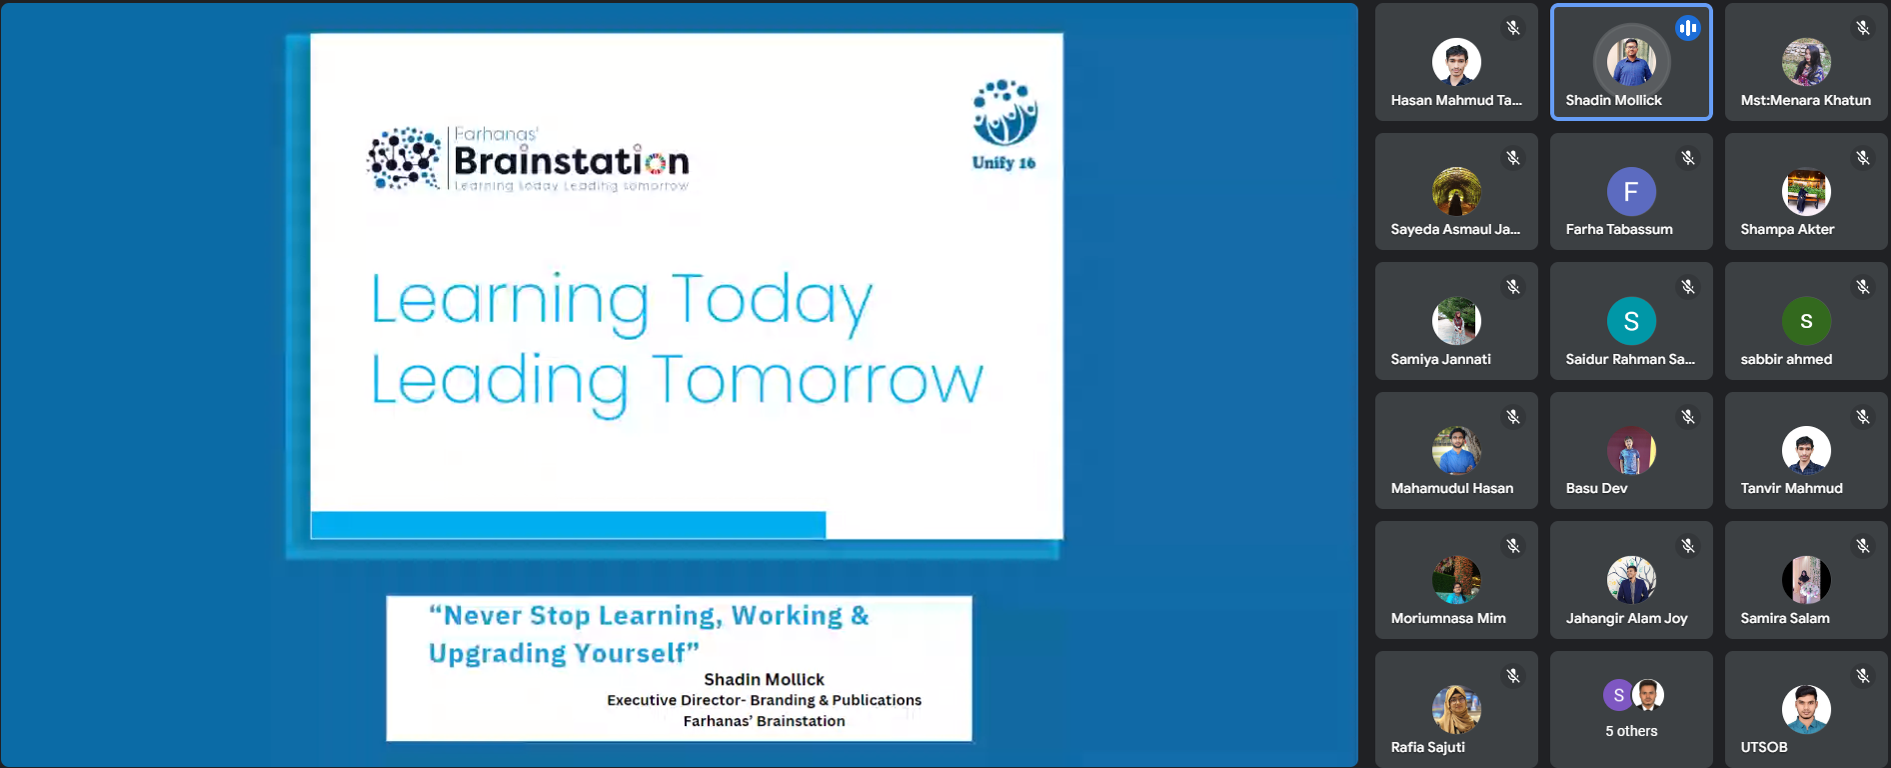 Farhanas'
Brainstation
Learning today Leading tomorrow
Unify 16
Learning Today
Leading Tomorrow
“Never Stop Learning, Working &
Upgrading Yourself”
Shadin Mollick
Executive Director- Branding & Publications
Farhanas’ Brainstation
Hasan Mahmud Ta...
Shadin Mollick
Mst:Menara Khatun
Sayeda Asmaul Ja...
F
Farha Tabassum
Shampa Akter
Samiya Jannati
S
Saidur Rahman Sa...
s
sabbir ahmed
Mahamudul Hasan
Basu Dev
Tanvir Mahmud
Moriumnasa Mim
Jahangir Alam Joy
Samira Salam
Rafia Sajuti
S
5 others
UTSOB